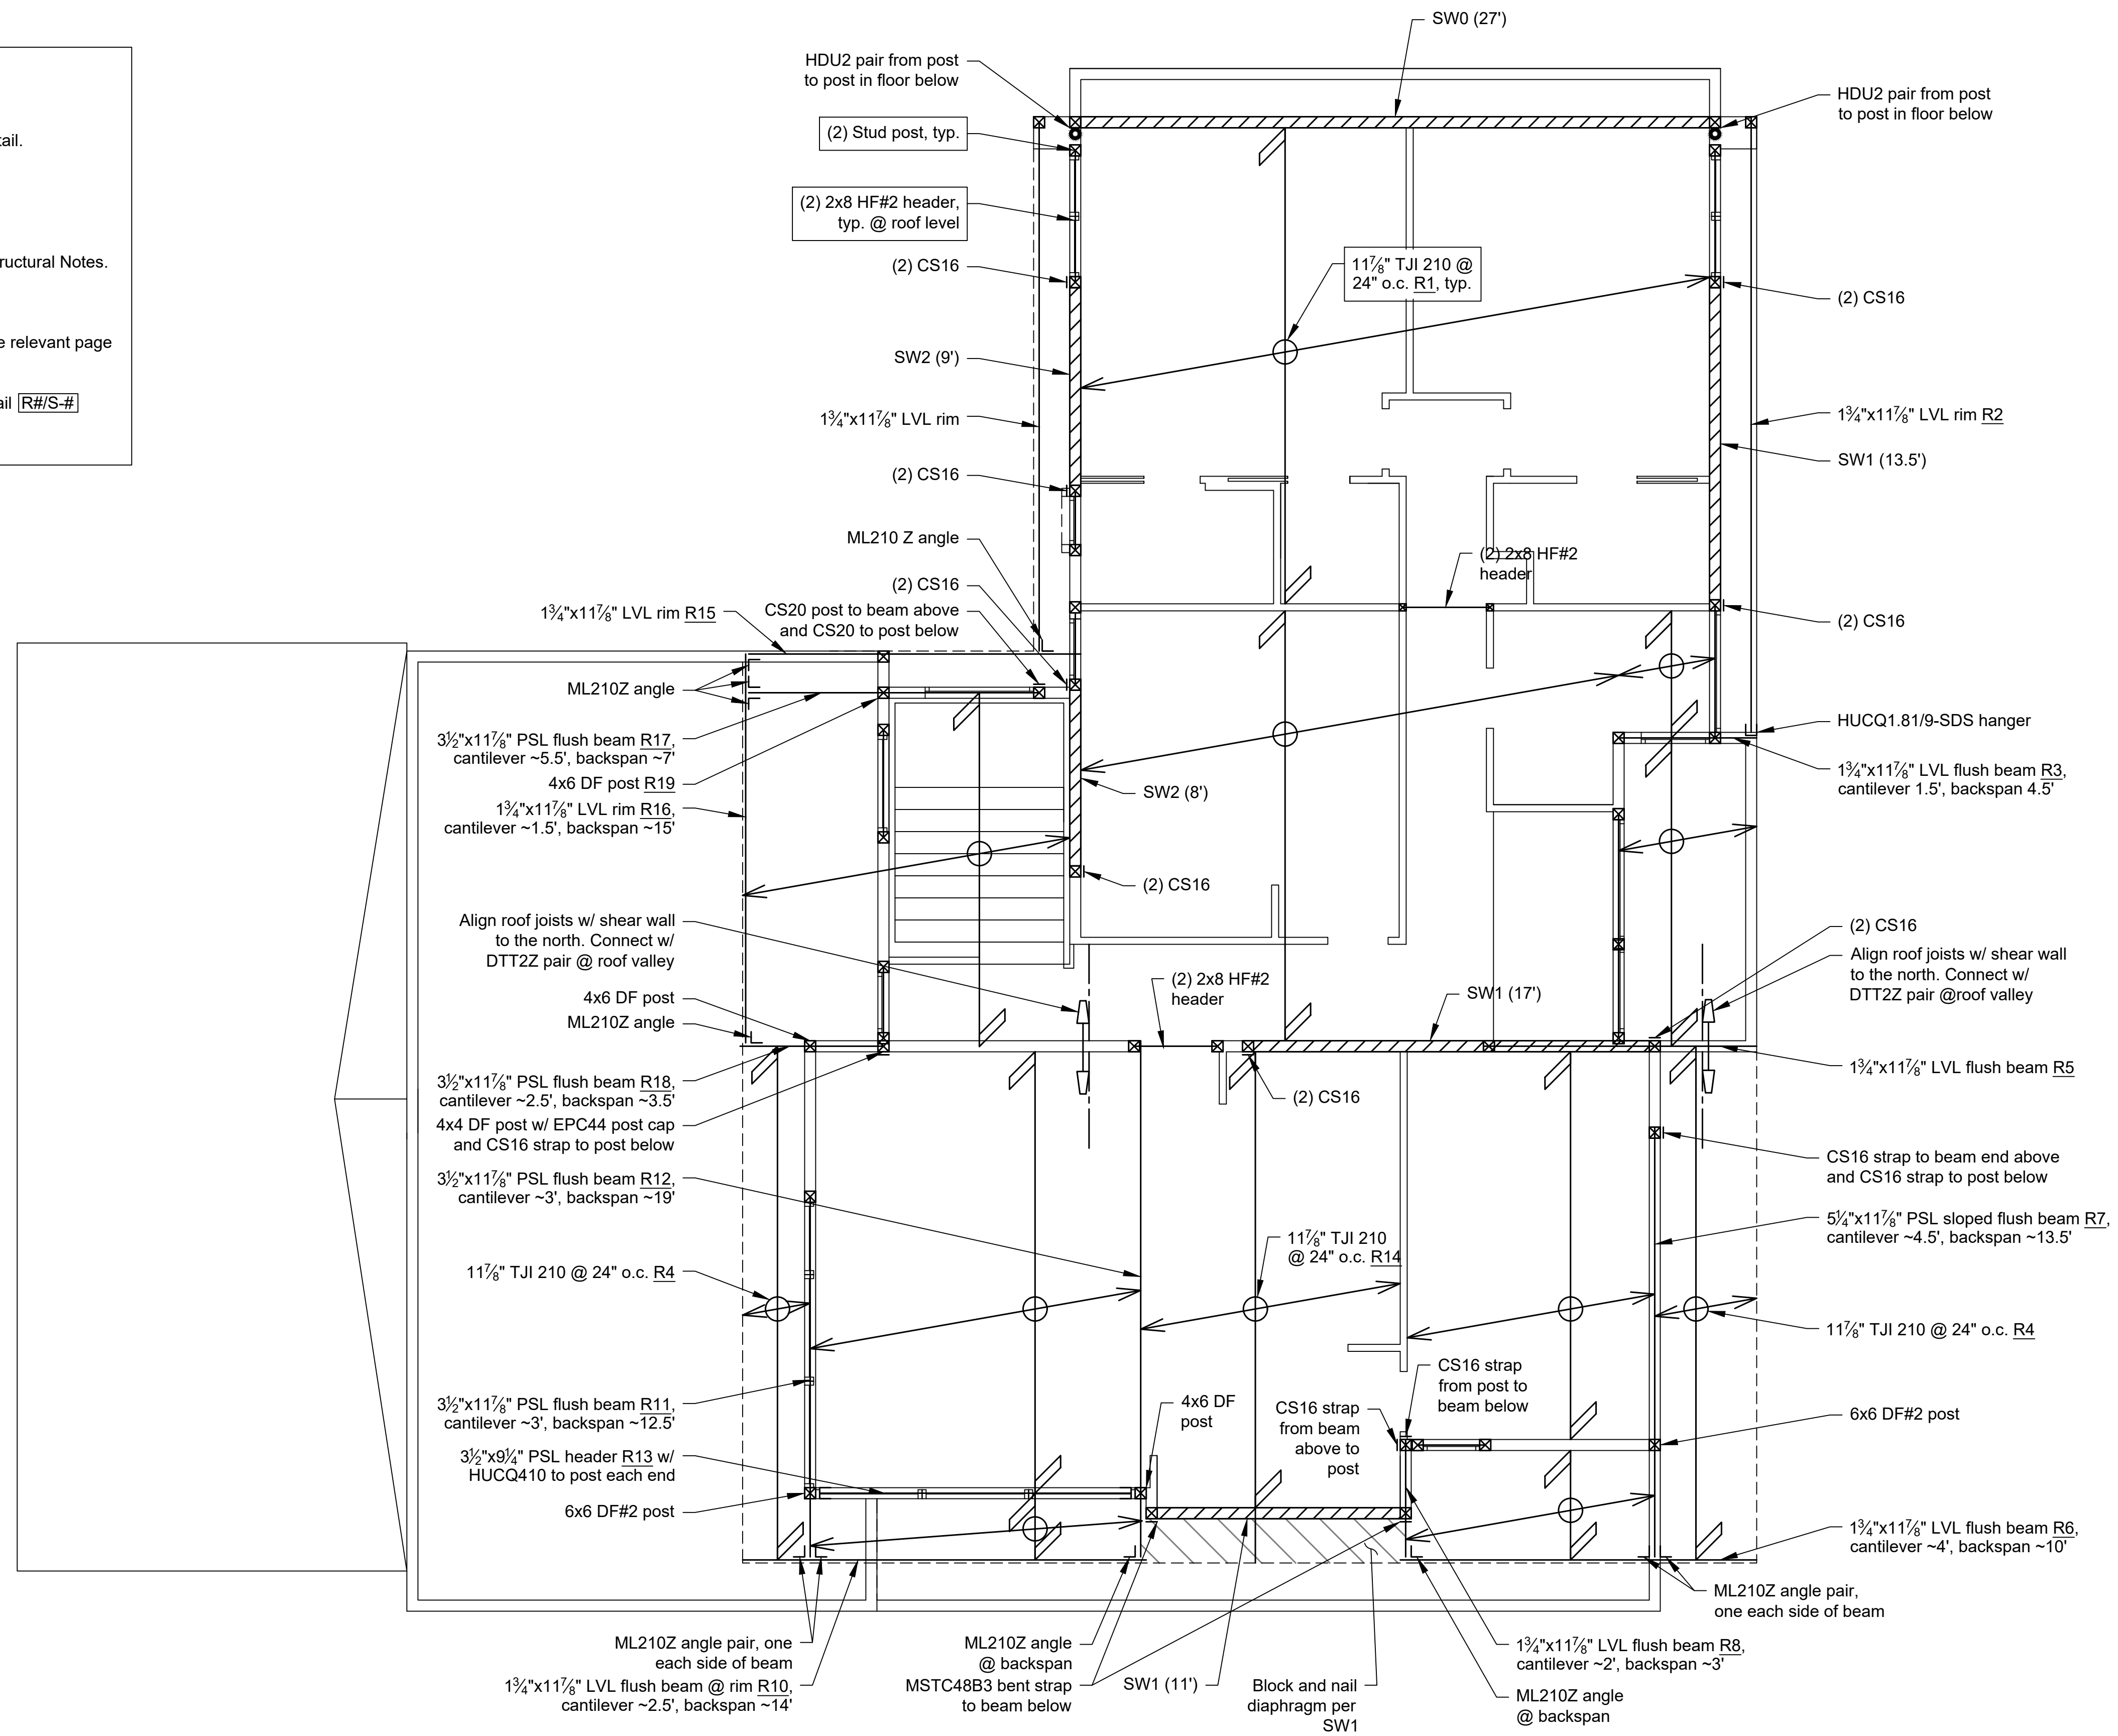 tail.
ructural Notes.
e relevant page
ail R#/S-#
SW0 (27')
HDU2 pair from post
to post in floor below
HDU2 pair from post
to post in floor below
(2) Stud post, typ.
(2) 2x8 HF#2 header,
typ. @ roof level
(2) CS16
11⅞" TJI 210 @
24" o.c. R1, typ.
(2) CS16
SW2 (9')
1¾"x11⅞" LVL rim
1¾"x11⅞" LVL rim R2
SW1 (13.5')
(2) CS16
ML210 Z angle
(2) 2x8 HF#2
header
(2) CS16
CS20 post to beam above
and CS20 to post below
1¾"x11⅞" LVL rim R15
(2) CS16
ML210Z angle
HUCQ1.81/9-SDS hanger
3½"x11⅞" PSL flush beam R17,
cantilever ~5.5', backspan ~7'
1¾"x11⅞" LVL flush beam R3,
cantilever 1.5', backspan 4.5'
4x6 DF post R19
SW2 (8')
1¾"x11⅞" LVL rim R16,
cantilever ~1.5', backspan ~15'
(2) CS16
Align roof joists w/ shear wall
to the north. Connect w/
DTT2Z pair @ roof valley
(2) CS16
Align roof joists w/ shear wall
to the north. Connect w/
DTT2Z pair @roof valley
(2) 2x8 HF#2
header
SW1 (17')
4x6 DF post
ML210Z angle
1¾"x11⅞" LVL flush beam R5
3½"x11⅞" PSL flush beam R18,
cantilever ~2.5', backspan ~3.5'
(2) CS16
4x4 DF post w/ EPC44 post cap
and CS16 strap to post below
CS16 strap to beam end above
and CS16 strap to post below
3½"x11⅞" PSL flush beam R12,
cantilever ~3', backspan ~19'
5¼"x11⅞" PSL sloped flush beam R7,
cantilever ~4.5', backspan ~13.5'
11⅞" TJI 210
@ 24" o.c. R14
11⅞" TJI 210 @ 24" o.c. R4
11⅞" TJI 210 @ 24" o.c. R4
CS16 strap
from post to
beam below
4x6 DF
post
CS16 strap
from beam
above to
post
3½"x11⅞" PSL flush beam R11,
cantilever ~3', backspan ~12.5'
6x6 DF#2 post
3½"x9¼" PSL header R13 w/
HUCQ410 to post each end
6x6 DF#2 post
1¾"x11⅞" LVL flush beam R6,
cantilever ~4', backspan ~10'
ML210Z angle pair,
one each side of beam
ML210Z angle pair, one
each side of beam
1¾"x11⅞" LVL flush beam @ rim R10,
cantilever ~2.5', backspan ~14'
ML210Z angle
@ backspan
MSTC48B3 bent strap
to beam below
SW1 (11')
Block and nail
diaphragm per
SW1
1¾"x11⅞" LVL flush beam R8,
cantilever ~2', backspan ~3'
ML210Z angle
@ backspan